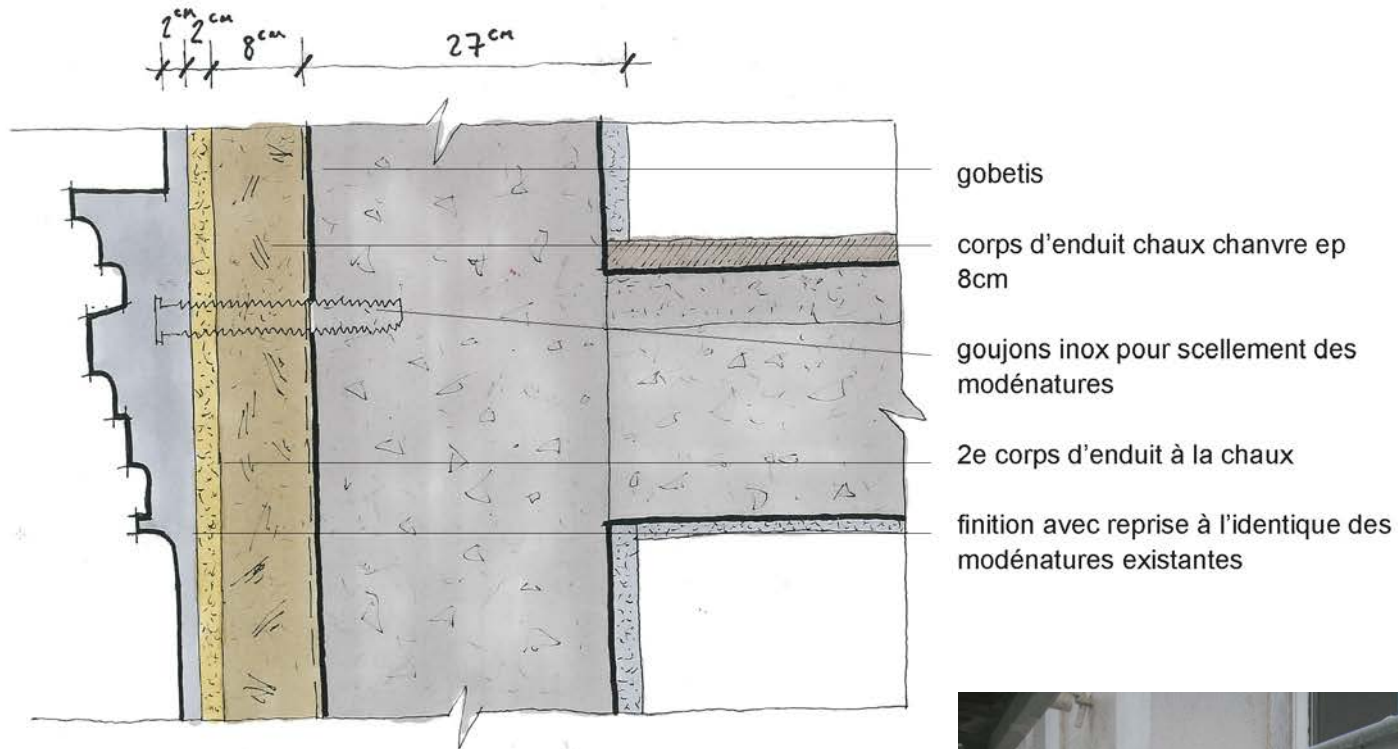 2cm 2cm 8cm 27cm
gobetis
corps d'enduit chaux chanvre ep
8cm
goujons inox pour scellement des
modénatures
2e corps d'enduit à la chaux
finition avec reprise à l'identique des
modénatures existantes